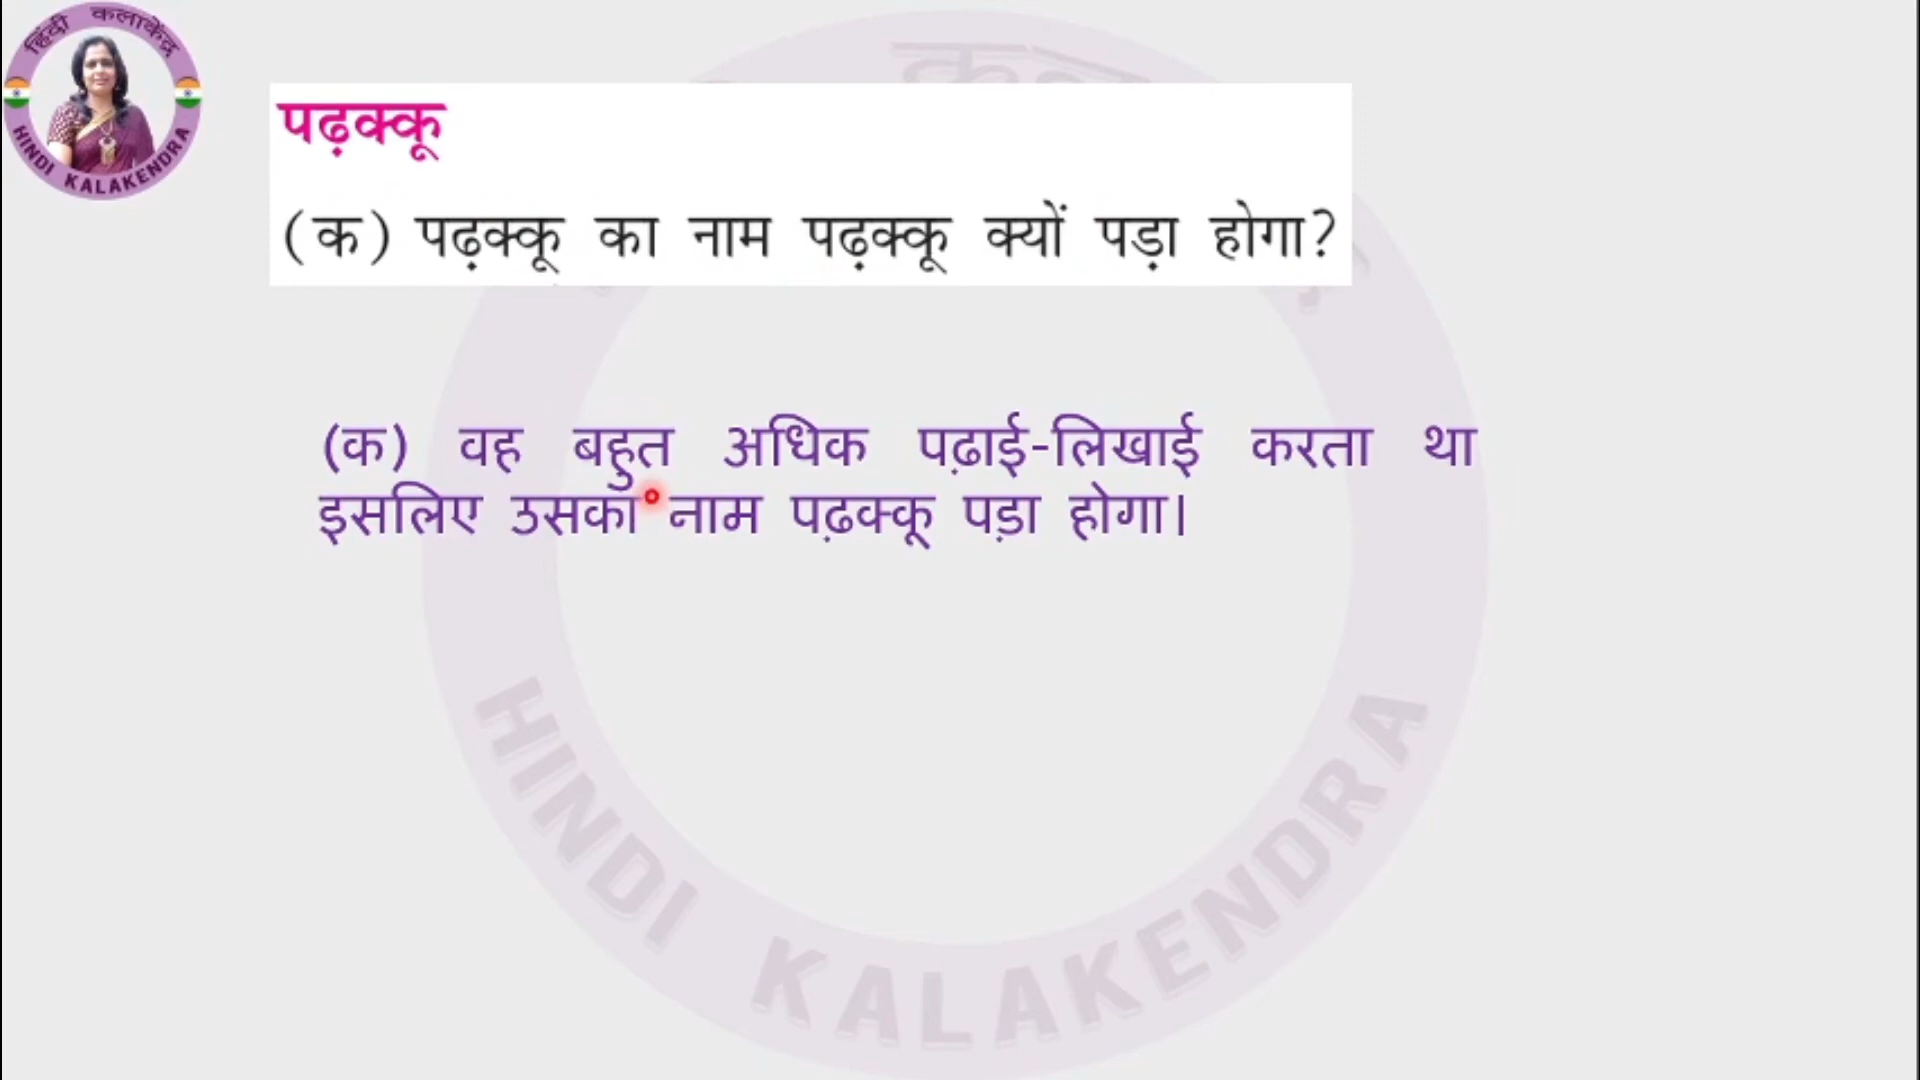 हिंदी कलाकेंद्र
HINDI KALAKENDRA
पढ़क्कू
(क) पढ़क्कू का नाम पढ़क्कू क्यों पड़ा होगा?
(क) वह बहुत अधिक पढ़ाई-लिखाई करता था
इसलिए उसका नाम पढ़क्कू पड़ा होगा।
HINDI KALAKENDRA